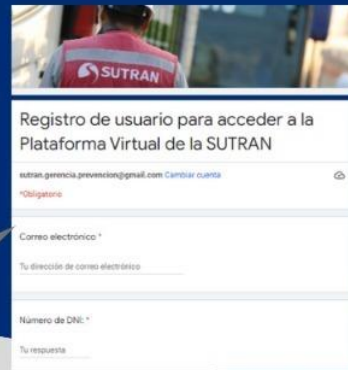 SUTRAN
Registro de usuario para acceder a la
Plataforma Virtual de la SUTRAN
sutran.gerencia.prevencion@gmail.com Cambiar cuenta
*Obligatorio
Correo electrónico *
Tu dirección de correo electrónico
Número de DNI: *
Tu respuesta